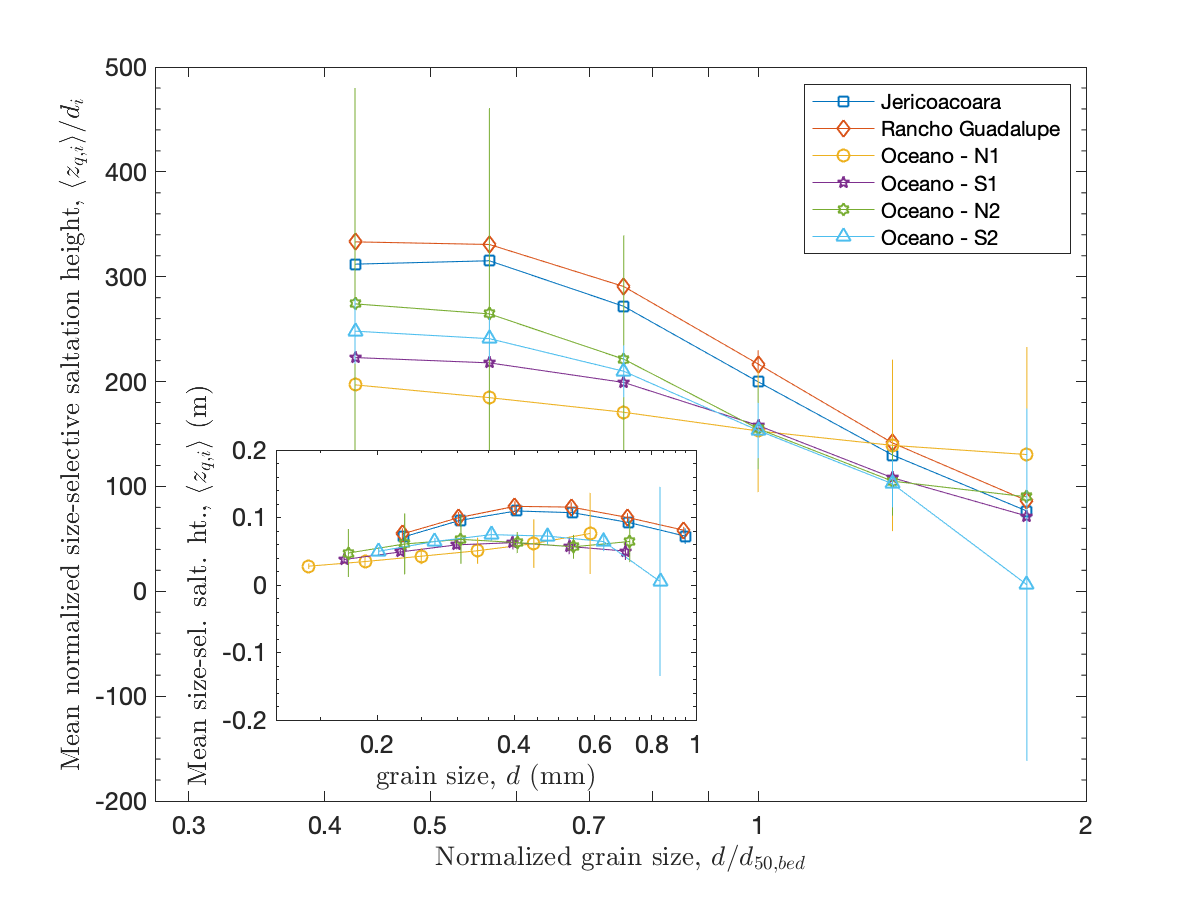 500
400
300
200
100
0
-100
-200
Mean normalized size-selective saltation height, ⟨z_{q,i}⟩/d_i
0.3
0.4
0.5
0.7
1
2
Normalized grain size, d/d_{50,bed}
Jericoacoara
Rancho Guadalupe
Oceano - N1
Oceano - S1
Oceano - N2
Oceano - S2
0.2
0.1
0
-0.1
-0.2
Mean size-sel. salt. ht., ⟨z_{q,i}⟩ (m)
0.2
0.4
0.6
0.8
1
grain size, d (mm)